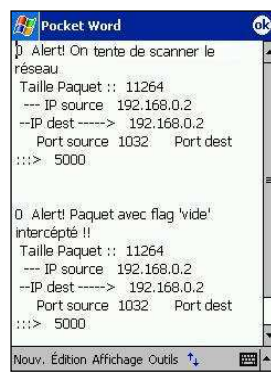 Pocket Word
ok
0 Alert! On tente de scanner le
réseau
Taille Paquet :: 11264
--- IP source 192.168.0.2
--IP dest -----> 192.168.0.2
Port source 1032 Port dest
:::> 5000
0 Alert! Paquet avec flag 'vide'
intercépté !!
Taille Paquet :: 11264
--- IP source 192.168.0.2
--IP dest -----> 192.168.0.2
Port source 1032 Port dest
:::> 5000
Nouv. Édition Affichage Outils